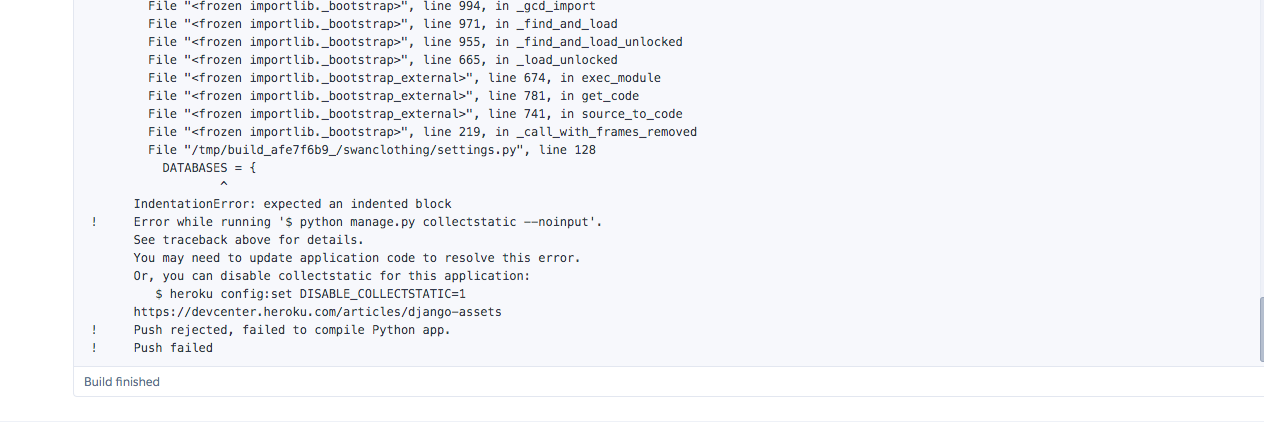 File "<frozen importlib._bootstrap>", line 994, in _gcd_import
File "<frozen importlib._bootstrap>", line 971, in _find_and_load
File "<frozen importlib._bootstrap>", line 955, in _find_and_load_unlocked
File "<frozen importlib._bootstrap>", line 665, in _load_unlocked
File "<frozen importlib._bootstrap_external>", line 674, in exec_module
File "<frozen importlib._bootstrap_external>", line 781, in get_code
File "<frozen importlib._bootstrap_external>", line 741, in source_to_code
File "<frozen importlib._bootstrap>", line 219, in _call_with_frames_removed
File "/tmp/build_afe7f6b9_/swanclothing/settings.py", line 128
DATABASES = {
^
IndentationError: expected an indented block
! Error while running '$ python manage.py collectstatic --noinput'.
See traceback above for details.
You may need to update application code to resolve this error.
Or, you can disable collectstatic for this application:
$ heroku config:set DISABLE_COLLECTSTATIC=1
https://devcenter.heroku.com/articles/django-assets
! Push rejected, failed to compile Python app.
! Push failed
Build finished